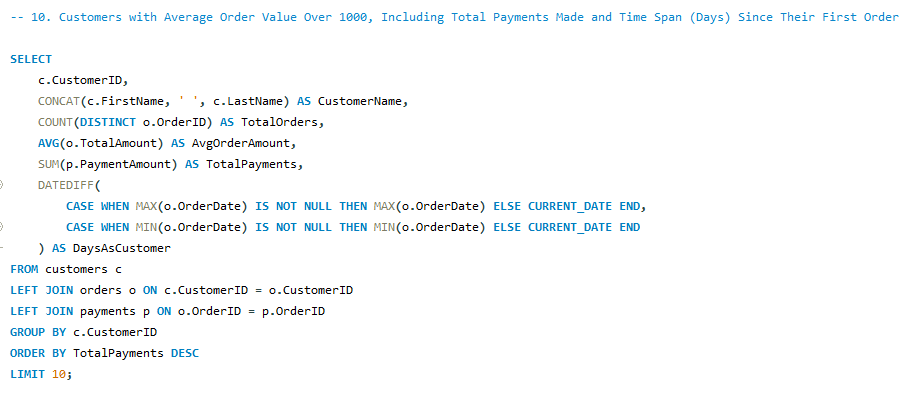 -- 10. Customers with Average Order Value Over 1000, Including Total Payments Made and Time Span (Days) Since Their First Order
SELECT
c.CustomerID,
CONCAT(c.FirstName, ' ', c.LastName) AS CustomerName,
COUNT(DISTINCT o.OrderID) AS TotalOrders,
AVG(o.TotalAmount) AS AvgOrderAmount,
SUM(p.PaymentAmount) AS TotalPayments,
DATEDIFF(
CASE WHEN MAX(o.OrderDate) IS NOT NULL THEN MAX(o.OrderDate) ELSE CURRENT_DATE END,
CASE WHEN MIN(o.OrderDate) IS NOT NULL THEN MIN(o.OrderDate) ELSE CURRENT_DATE END
) AS DaysAsCustomer
FROM customers c
LEFT JOIN orders o ON c.CustomerID = o.CustomerID
LEFT JOIN payments p ON o.OrderID = p.OrderID
GROUP BY c.CustomerID
ORDER BY TotalPayments DESC
LIMIT 10;